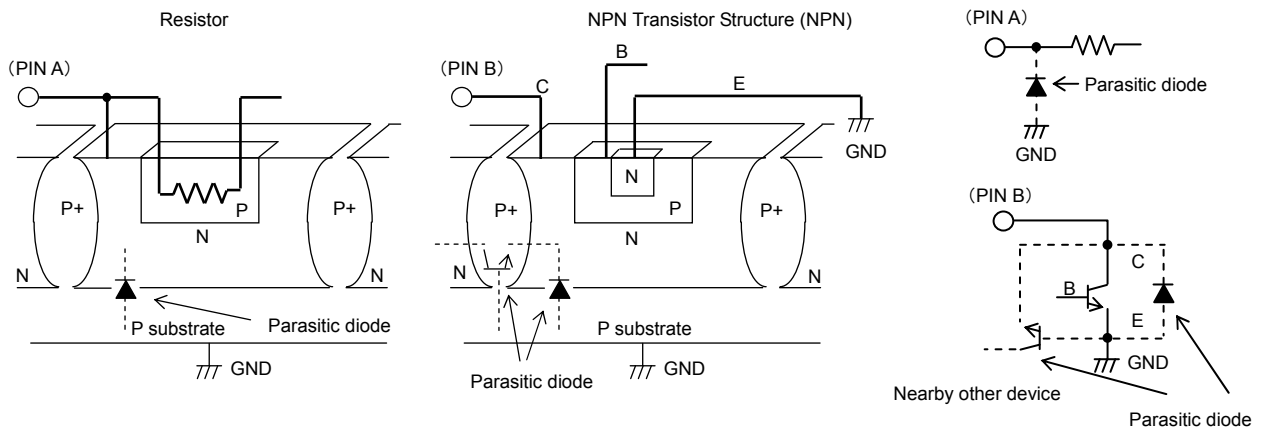 Resistor
(PIN A)
P+
P
P+
N
N
N
P substrate
Parasitic diode
GND
NPN Transistor Structure (NPN)
(PIN B)
C
B
E
GND
N
P+
P
P+
N
N
N
P substrate
Parasitic diode
GND
(PIN A)
Parasitic diode
GND
(PIN B)
C
B
E
GND
Nearby other device
Parasitic diode